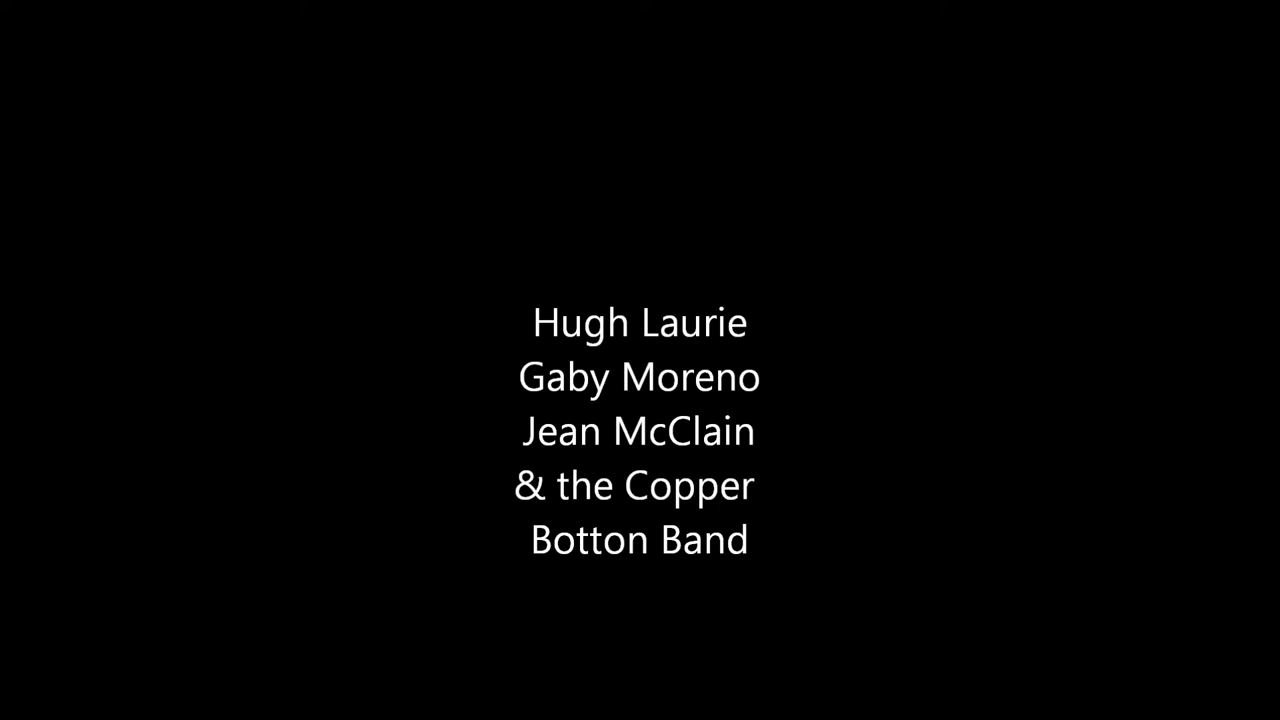 Hugh Laurie
Gaby Moreno
Jean McClain
& the Copper
Botton Band